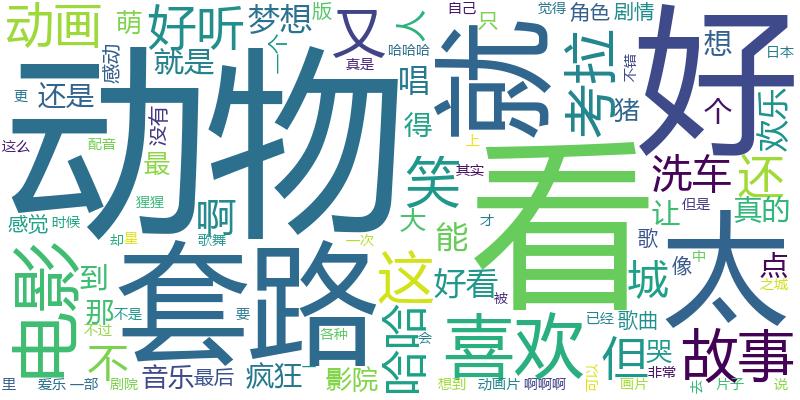 动画
萌
好听
梦想
版
又
人
自己
只
觉得
角色
剧情
感动
一个
哈哈哈
真是
就是
就
考拉
不错
好
想
日本
更
还是
动物
没有
唱
得
猪
个
欢乐
这么
配音
最
上
看
洗车
还
猩猩
啊
笑
其实
让
但是
真的
感觉
时候
却
星
歌舞
大
能
才
歌
太
电影
到
那
套路
一次
这
好看
被
城
像
中
点
之城
不过
不是
不
要
各种
哈哈
会
喜欢
已经
歌曲
但
哭
故事
里
爱乐
一部
剧院
音乐
最后
疯狂
一
影院
想到
动画片
啊啊啊
可以
画片
非常
去
片子
说